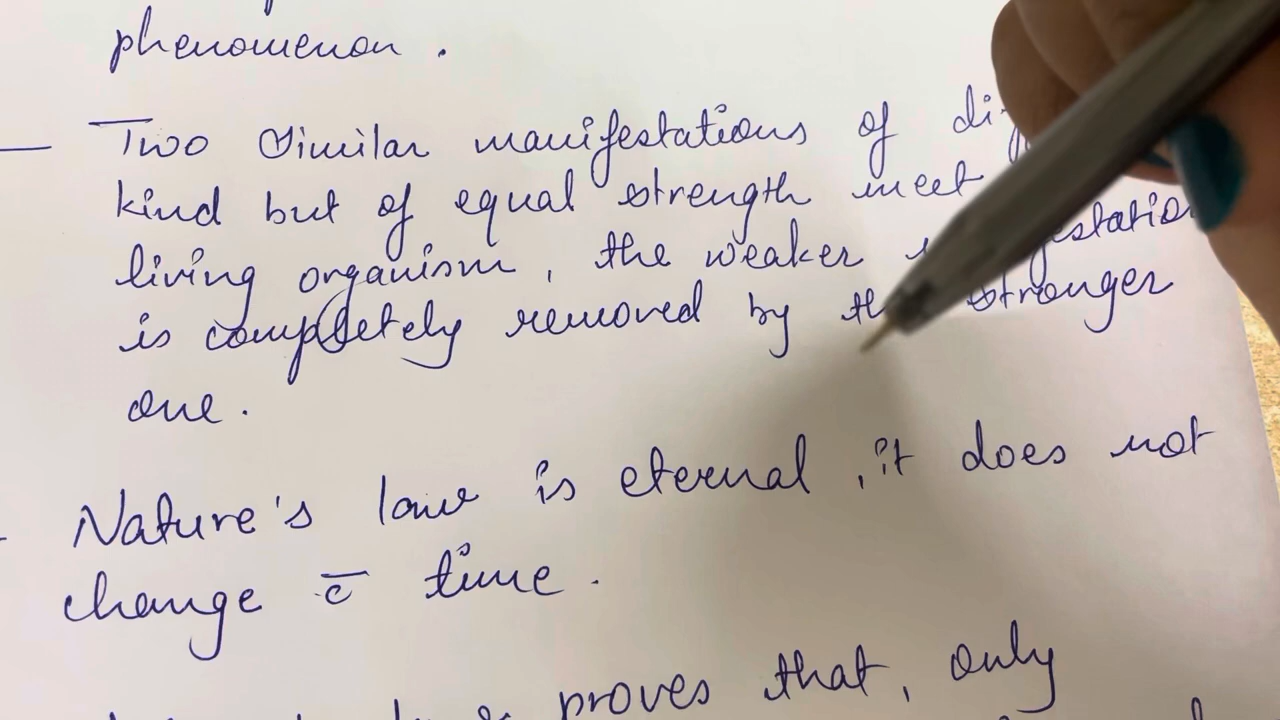 phenomenon.
— Two Similar manifestations of
kind but of equal strength meet
living organism, the weaker
is completely removed by the stronger
one.
- Nature's law is eternal, it does not
change c̄ time.
proves that, only